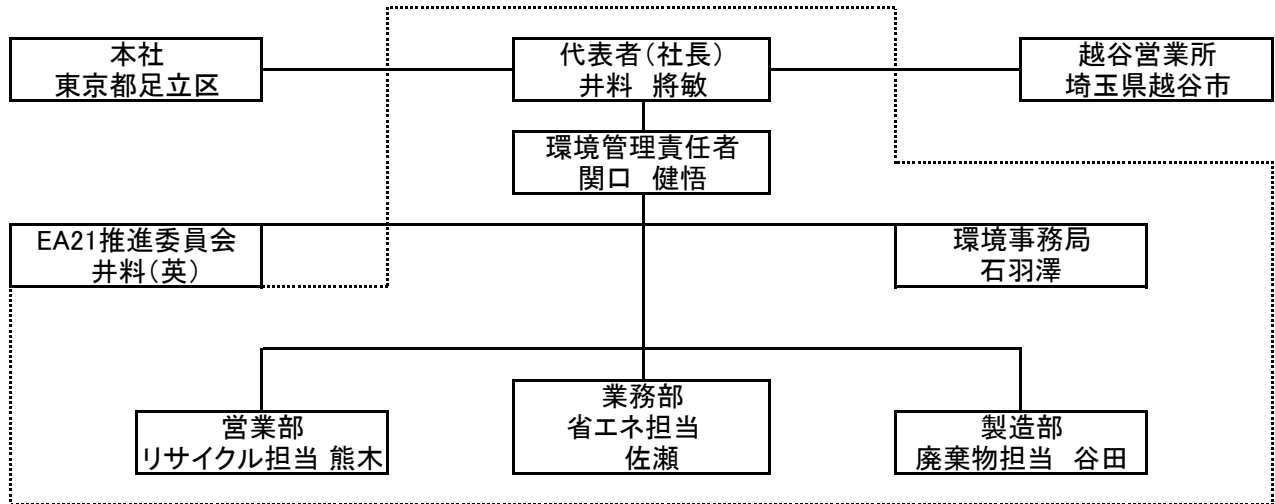 本社
東京都足立区
代表者（社長）
井料　將敏
越谷営業所
埼玉県越谷市
環境管理責任者
関口　健悟
EA21推進委員会
井料（英）
環境事務局
石羽澤
営業部
リサイクル担当 熊木
業務部
省エネ担当
佐瀬
製造部
廃棄物担当　谷田